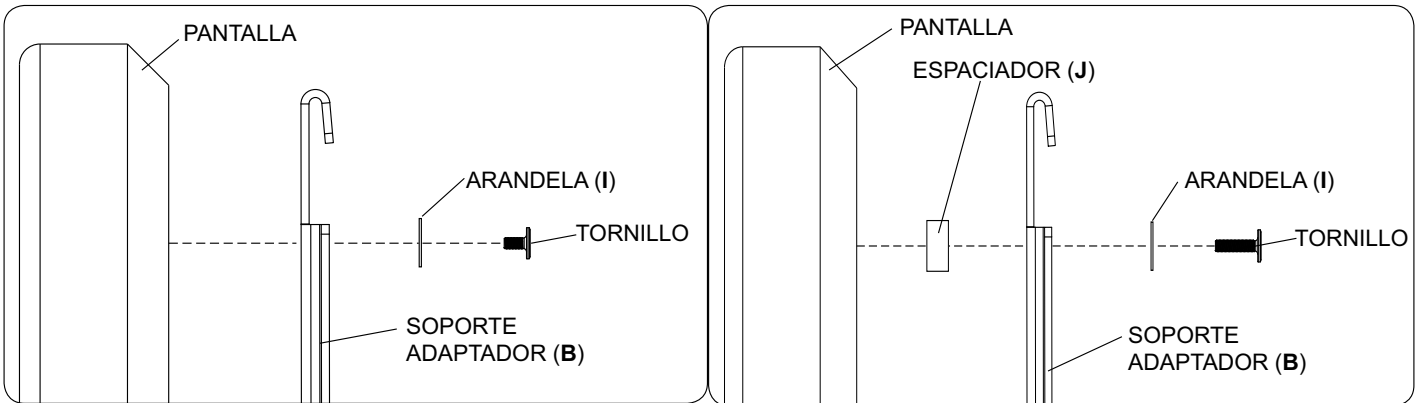 PANTALLA
ARANDELA (I)
TORNILLO
SOPORTE
ADAPTADOR (B)
PANTALLA
ESPACIADOR (J)
ARANDELA (I)
TORNILLO
SOPORTE
ADAPTADOR (B)